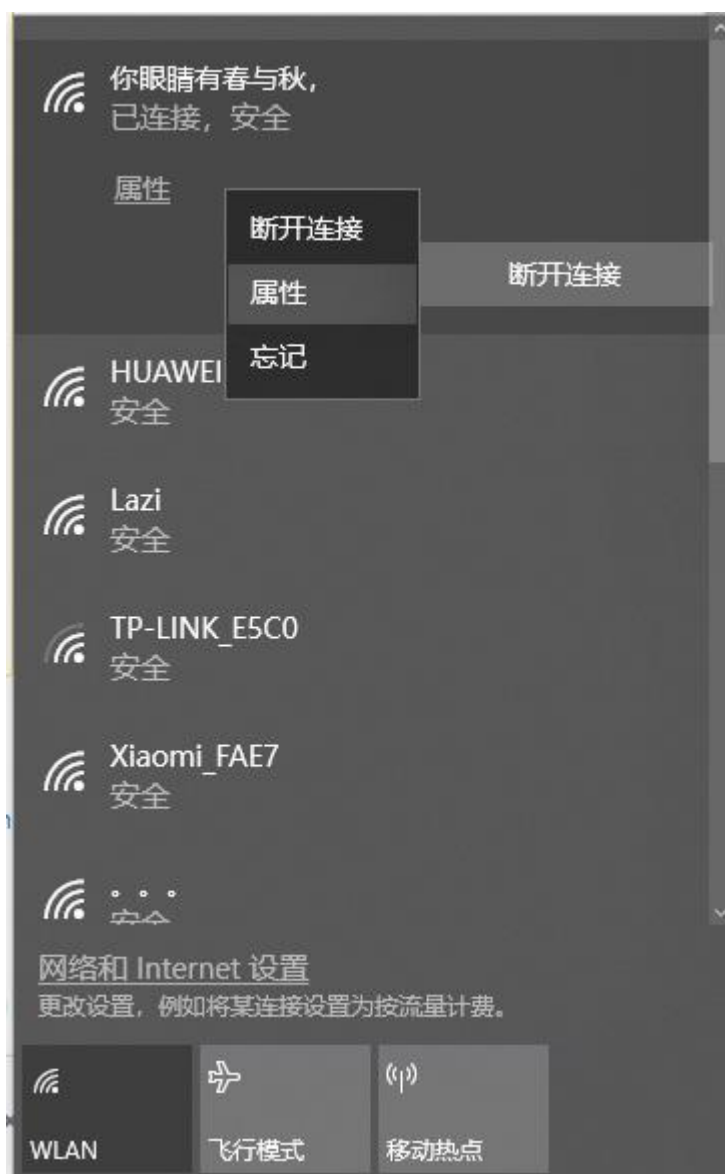 你眼睛有春与秋，
已连接，安全
属性
断开连接
属性
忘记
断开连接
HUAWEI
安全
Lazi
安全
TP-LINK_E5C0
安全
Xiaomi_FAE7
安全
。。。
安全
网络和 Internet 设置
更改设置，例如将某连接设置为按流量计费。
WLAN
飞行模式
移动热点